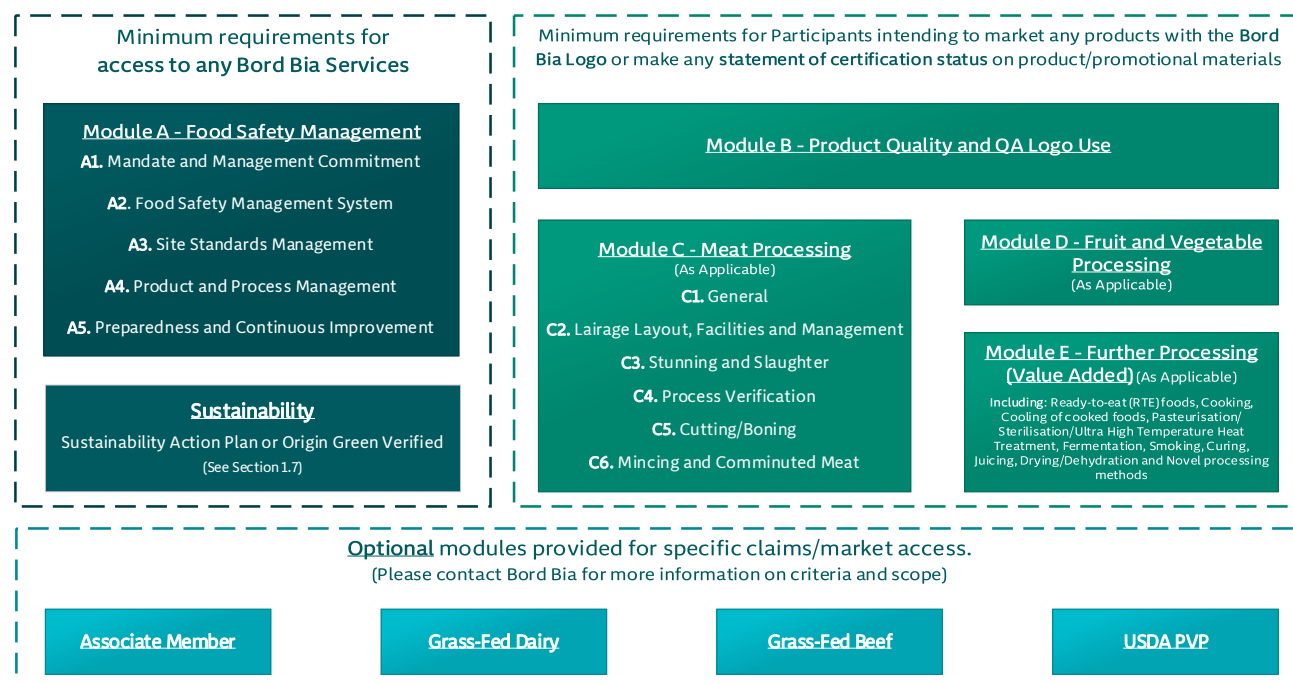 Minimum requirements for
access to any Bord Bia Services
Module A - Food Safety Management
A1. Mandate and Management Commitment
A2. Food Safety Management System
A3. Site Standards Management
A4. Product and Process Management
A5. Preparedness and Continuous Improvement
Sustainability
Sustainability Action Plan or Origin Green Verified
(See Section 1.7)
Minimum requirements for Participants intending to market any products with the Bord
Bia Logo or make any statement of certification status on product/promotional materials
Module B - Product Quality and QA Logo Use
Module C - Meat Processing
(As Applicable)
C1. General
C2. Lairage Layout, Facilities and Management
C3. Stunning and Slaughter
C4. Process Verification
C5. Cutting/Boning
C6. Mincing and Comminuted Meat
Module D - Fruit and Vegetable
Processing
(As Applicable)
Module E - Further Processing
(Value Added) (As Applicable)
Including: Ready-to-eat (RTE) foods, Cooking,
Cooling of cooked foods, Pasteurisation/
Sterilisation/Ultra High Temperature Heat
Treatment, Fermentation, Smoking, Curing,
Juicing, Drying/Dehydration and Novel processing
methods
Optional modules provided for specific claims/market access.
(Please contact Bord Bia for more information on criteria and scope)
Associate Member
Grass-Fed Dairy
Grass-Fed Beef
USDA PVP